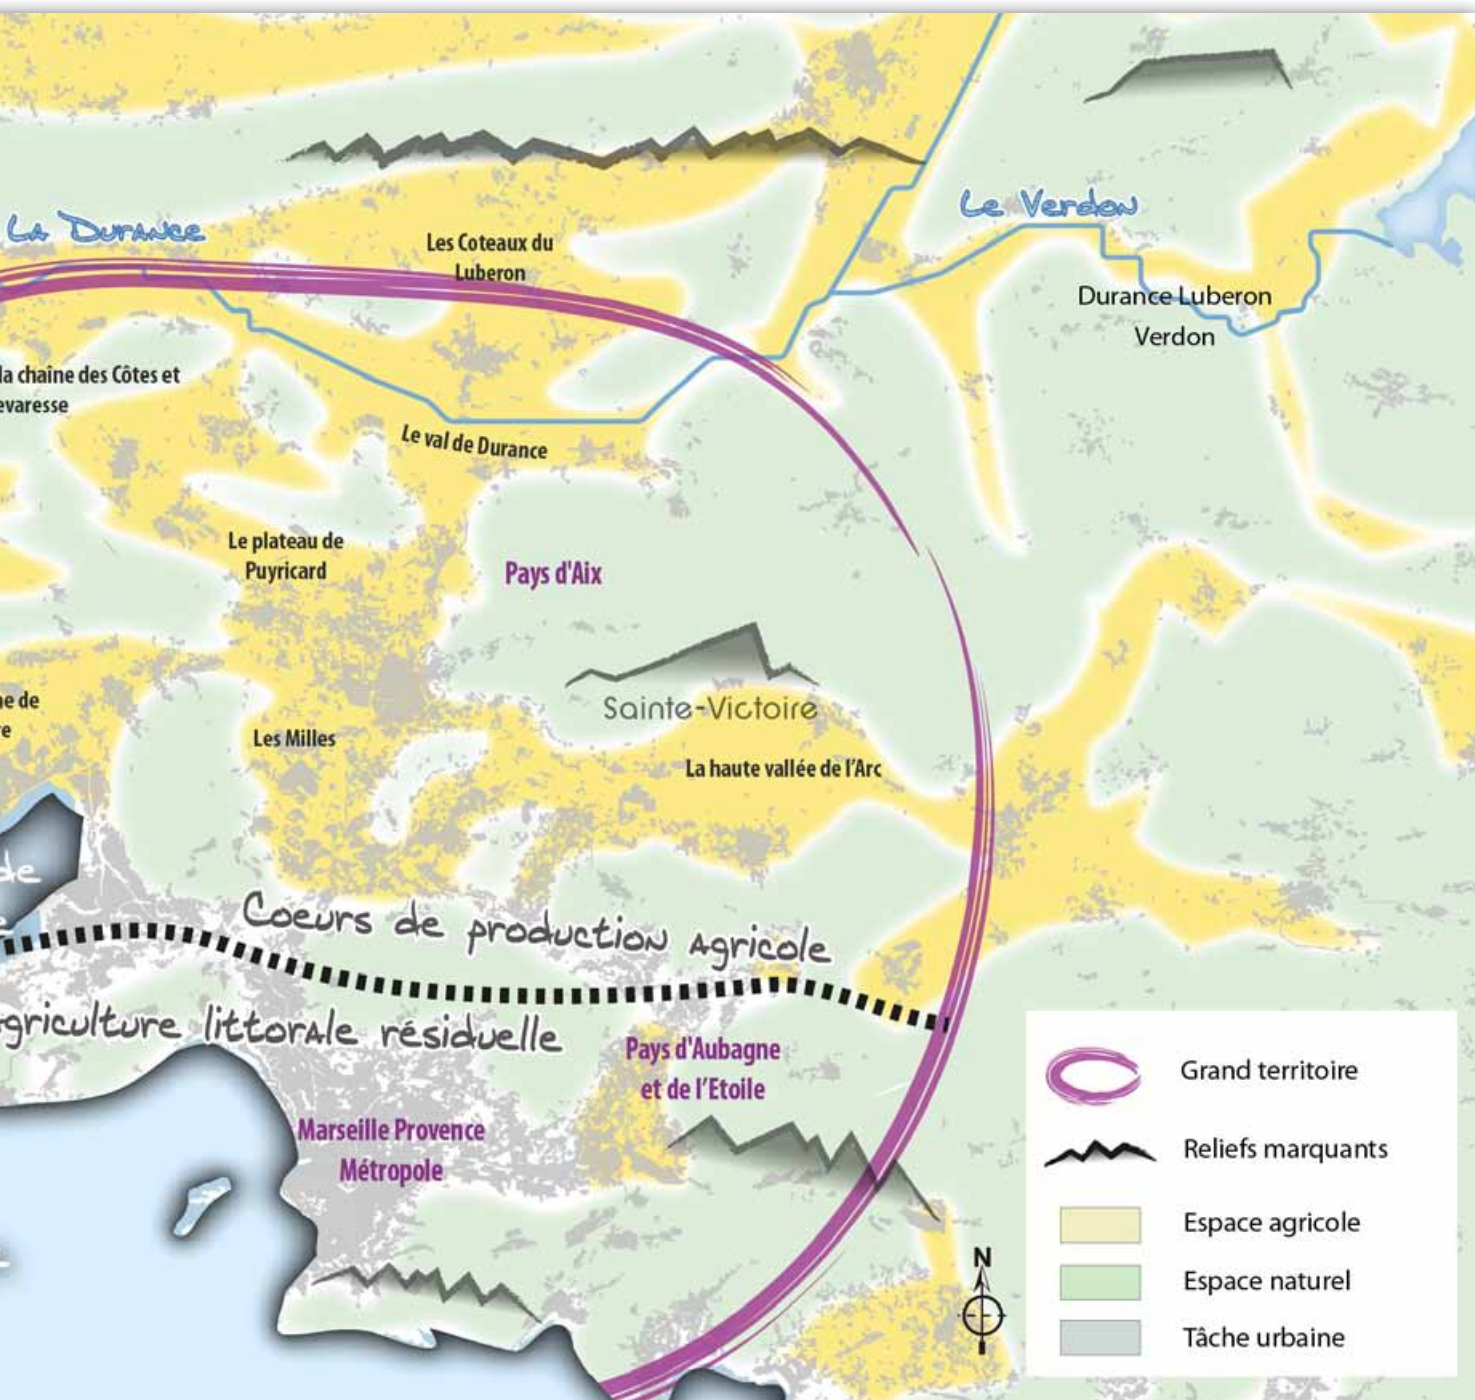 La Durance
Le Verdon
Les Coteaux du
Luberon
Durance Luberon
Verdon
la chaîne des Côtes et
Le val de Durance
Le plateau de
Puyricard
Pays d'Aix
Sainte-Victoire
Les Milles
La haute vallée de l'Arc
de
Coeurs de production agricole
agriculture littorale résiduelle
Pays d'Aubagne
et de l'Etoile
Marseille Provence
Métropole
Grand territoire
Reliefs marquants
Espace agricole
Espace naturel
Tâche urbaine
N